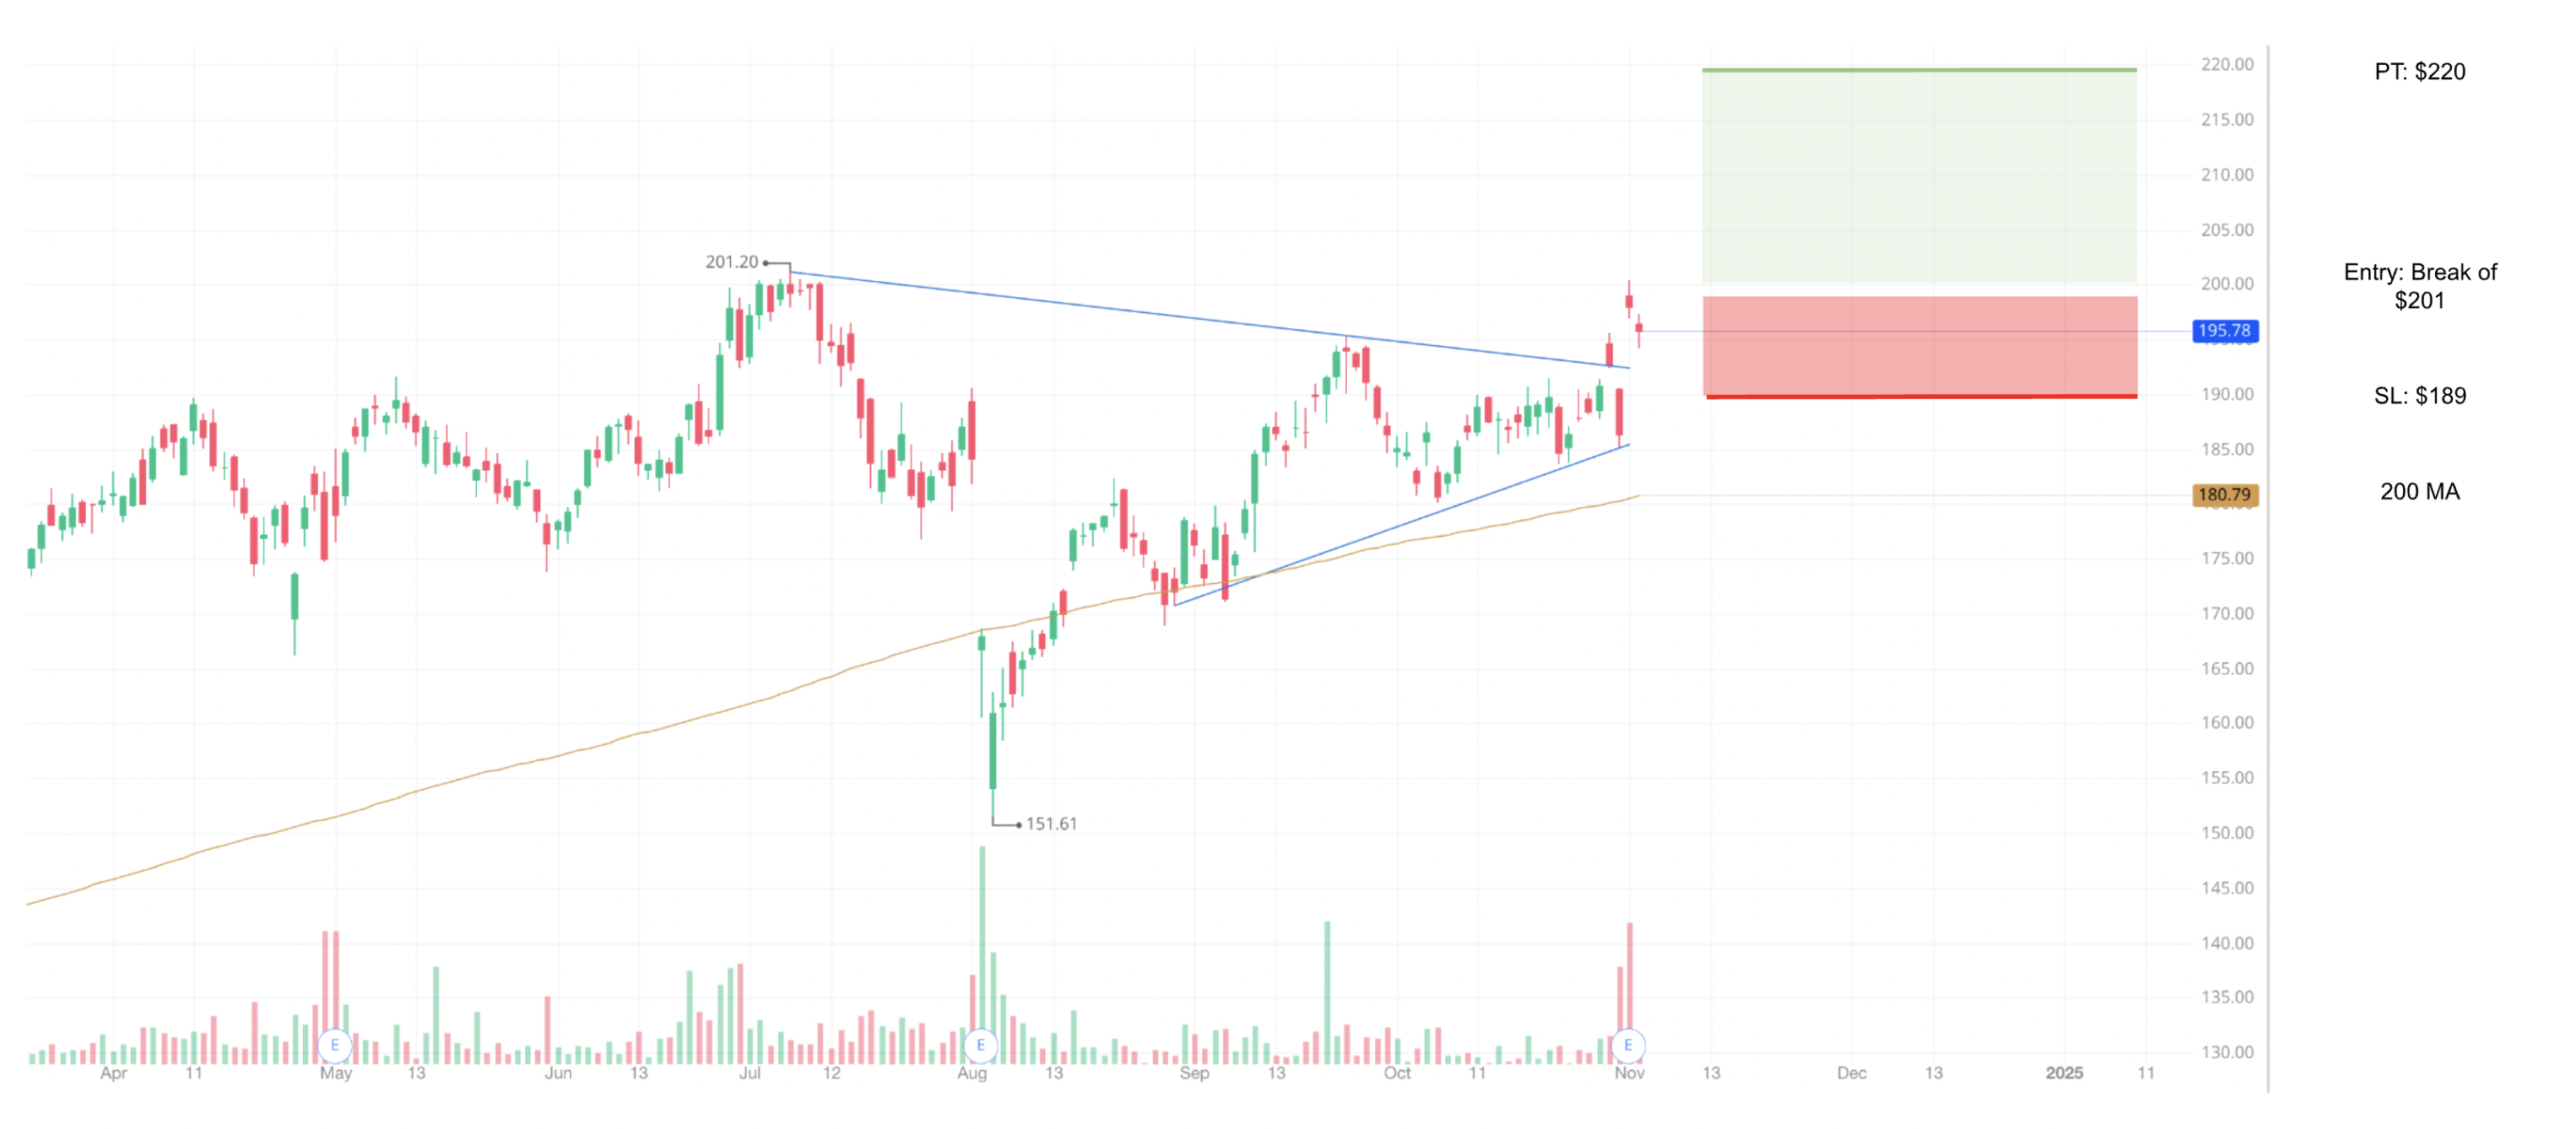 220.00
PT: $220
215.00
210.00
205.00
201.20
Entry: Break of
$201
200.00
195.78
190.00
SL: $189
185.00
180.79
200 MA
175.00
170.00
165.00
160.00
155.00
151.61
150.00
145.00
140.00
135.00
E
E
E
130.00
Apr 11 May 13 Jun 13 Jul 12 Aug 13 Sep 13 Oct 11 Nov 13 Dec 13 2025 11